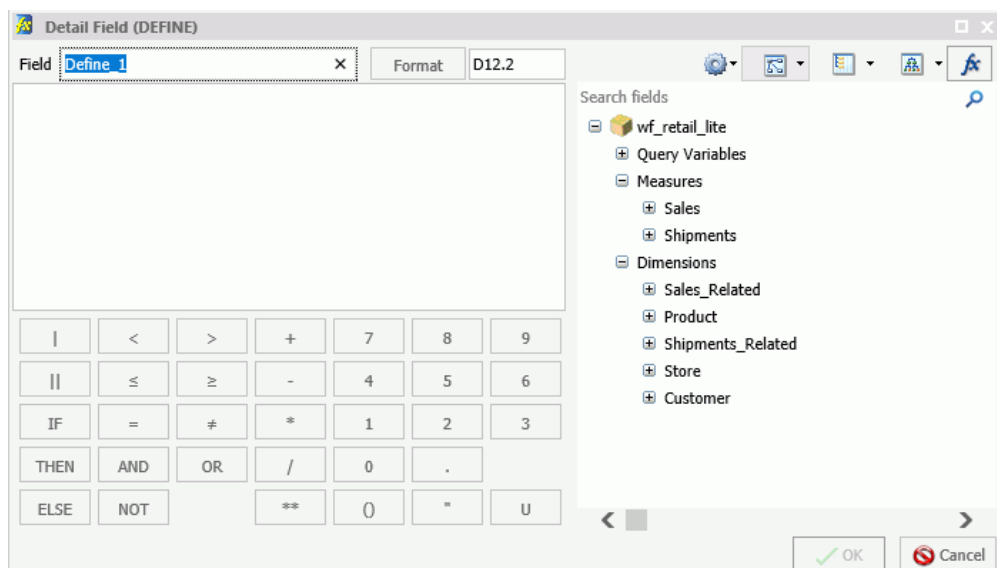 Detail Field (DEFINE)
Field Define_1 × Format D12.2
fx
Search fields
wf_retail_lite
Query Variables
Measures
Sales
Shipments
Dimensions
Sales_Related
Product
Shipments_Related
Store
Customer
| < > + 7 8 9
|| ≤ ≥ - 4 5 6
IF = ≠ * 1 2 3
THEN AND OR / 0 .
ELSE NOT ** () " U
OK Cancel